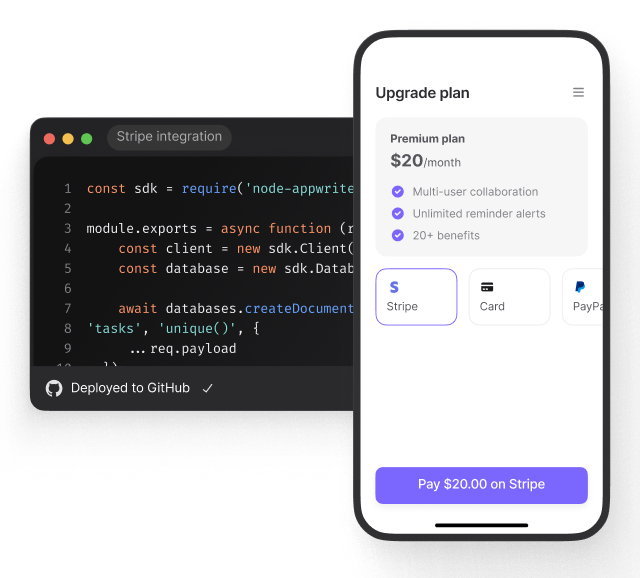 Stripe integration
1 const sdk = require('node-appwrite
2
3 module.exports = async function (r
4 const client = new sdk.Client(
5 const database = new sdk.Datab
6
7 await databases.createDocument
8 'tasks', 'unique()', {
9 ...req.payload
10 })
Deployed to GitHub
Upgrade plan
Premium plan
$20/month
Multi-user collaboration
Unlimited reminder alerts
20+ benefits
Stripe
Card
PayPa
Pay $20.00 on Stripe